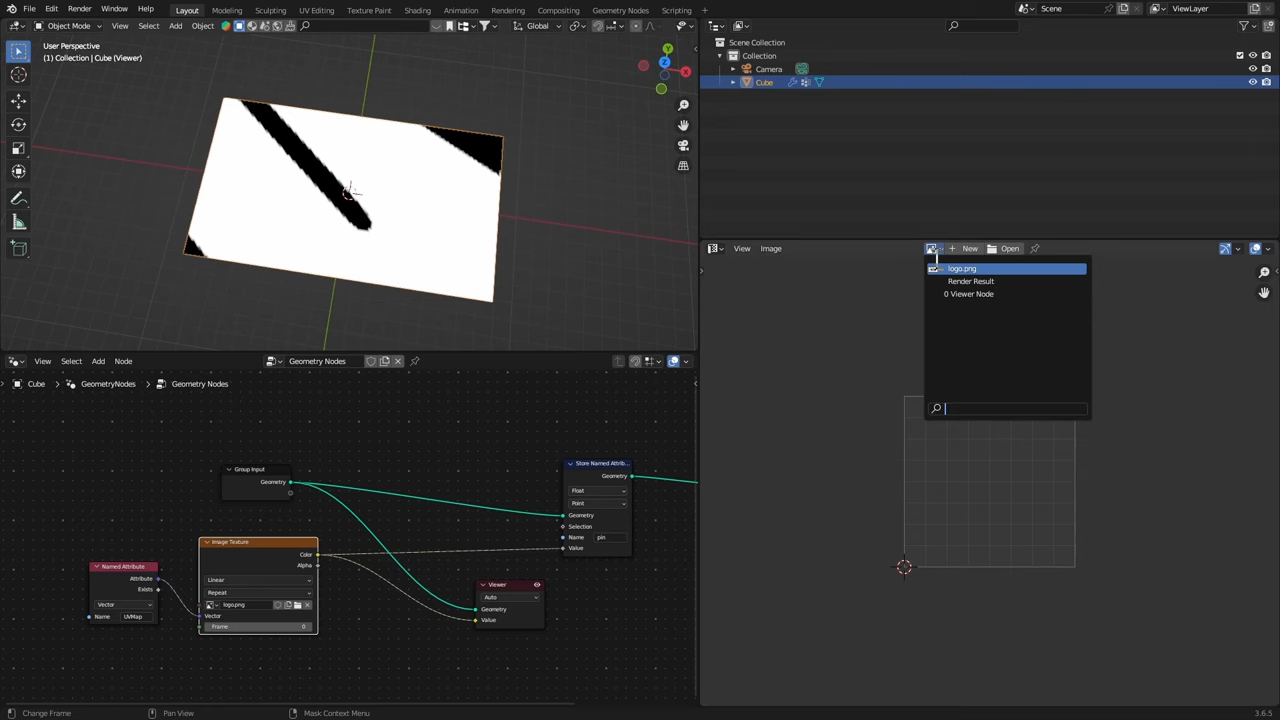 File Edit Render Window Help
Layout Modeling Sculpting UV Editing Texture Paint Shading Animation Rendering Compositing Geometry Nodes Scripting
Scene
ViewLayer
Object Mode View Select Add Object
Global
User Perspective
(1) Collection | Cube (Viewer)
Y
Z
X
Scene Collection
Collection
Camera
Cube
View Image
New Open
logo.png
Render Result
0 Viewer Node
View Select Add Node
Geometry Nodes
Cube > GeometryNodes > Geometry Nodes
Group Input
Geometry
Named Attribute
Attribute
Exists
Vector
Name UVMap
Image Texture
Color
Alpha
Linear
Repeat
logo.png
Vector
Frame 0
Store Named Attrib...
Geometry
Float
Point
Geometry
Selection
Name pin
Value
Viewer
Auto
Geometry
Value
Change Frame Pan View Mask Context Menu
3.6.5